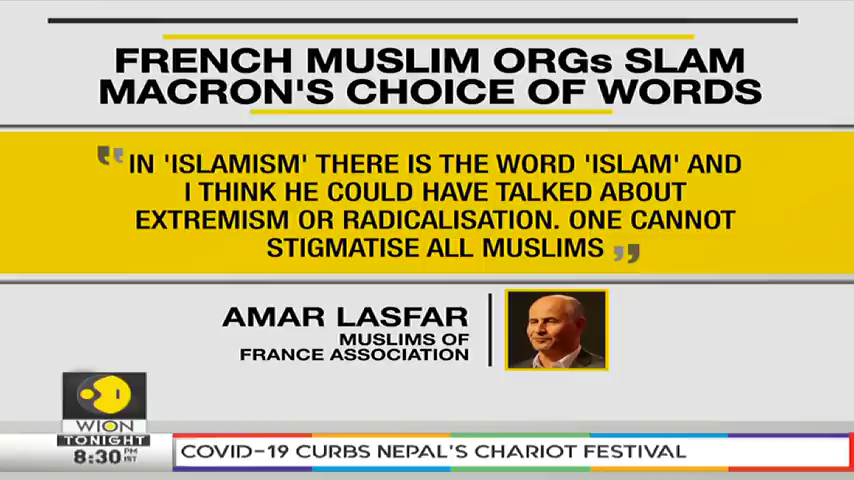 FRENCH MUSLIM ORGs SLAM
MACRON'S CHOICE OF WORDS
"IN 'ISLAMISM' THERE IS THE WORD 'ISLAM' AND
I THINK HE COULD HAVE TALKED ABOUT
EXTREMISM OR RADICALISATION. ONE CANNOT
STIGMATISE ALL MUSLIMS"
AMAR LASFAR
MUSLIMS OF
FRANCE ASSOCIATION
WION
TONIGHT
8:30 PM IST
COVID-19 CURBS NEPAL'S CHARIOT FESTIVAL